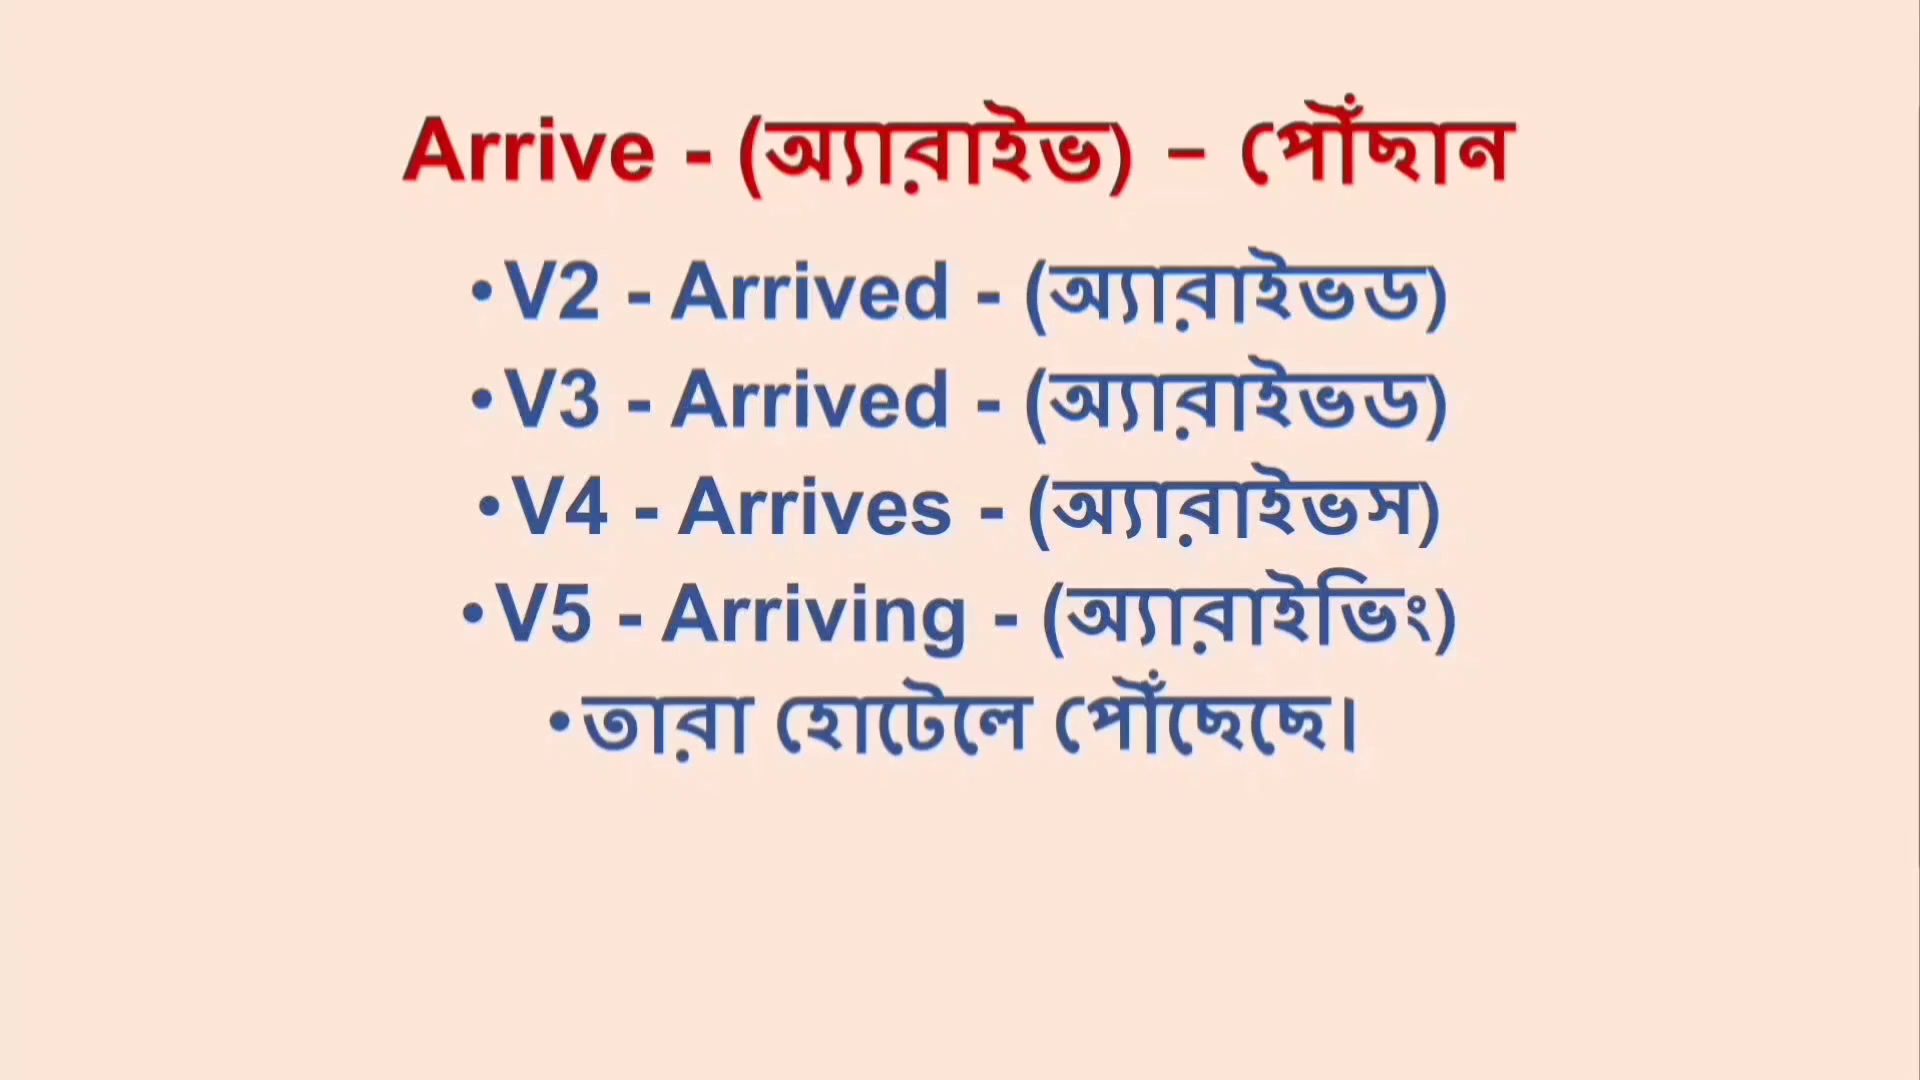 Arrive - (অ্যারাইভ) – পৌঁছান
•V2 - Arrived - (অ্যারাইভড)
•V3 - Arrived - (অ্যারাইভড)
•V4 - Arrives - (অ্যারাইভস)
•V5 - Arriving - (অ্যারাইভিং)
•তারা হোটেলে পৌঁছেছে।